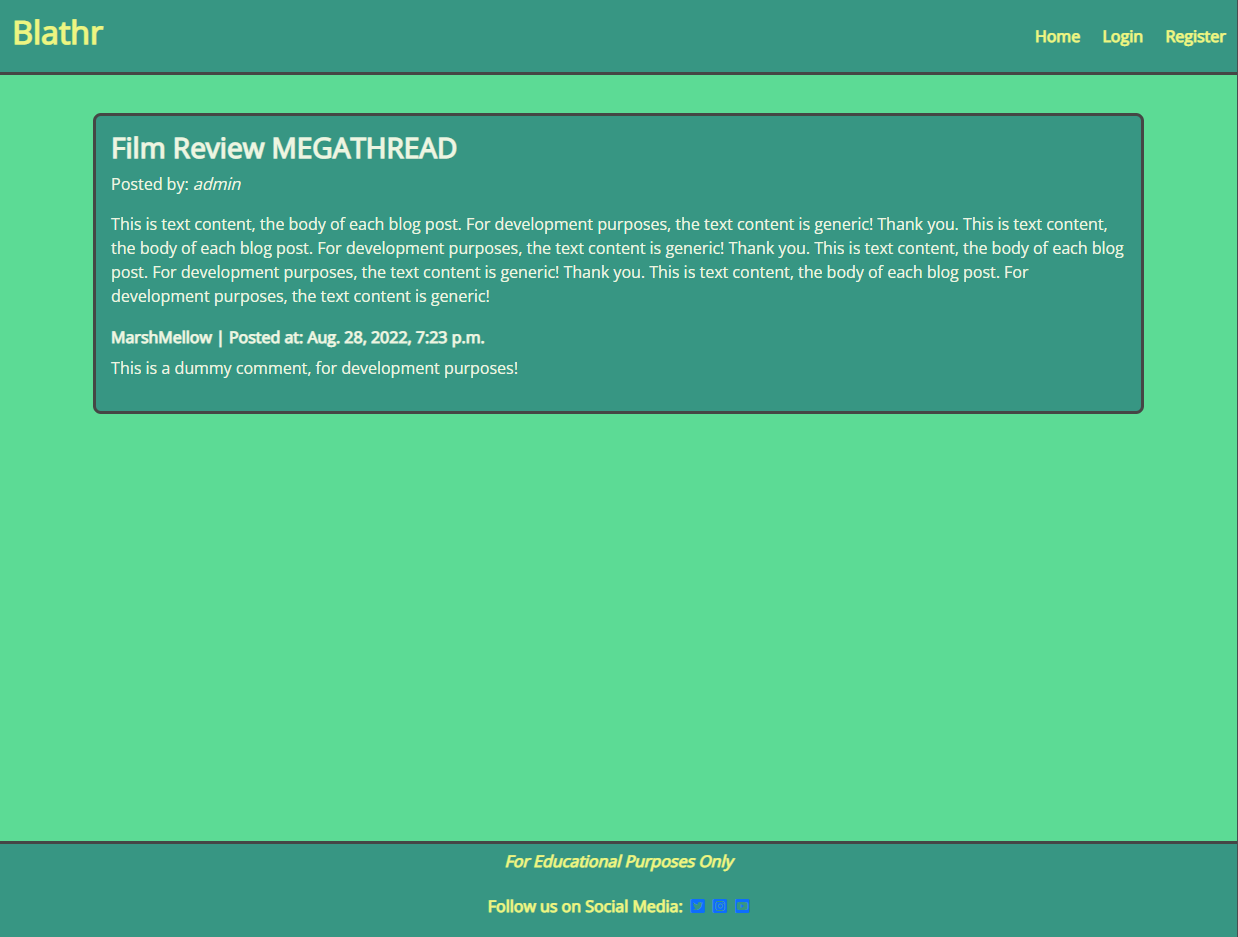 Blathr
Home Login Register
Film Review MEGATHREAD
Posted by: admin
This is text content, the body of each blog post. For development purposes, the text content is generic! Thank you. This is text content,
the body of each blog post. For development purposes, the text content is generic! Thank you. This is text content, the body of each blog
post. For development purposes, the text content is generic! Thank you. This is text content, the body of each blog post. For
development purposes, the text content is generic!
MarshMellow | Posted at: Aug. 28, 2022, 7:23 p.m.
This is a dummy comment, for development purposes!
For Educational Purposes Only
Follow us on Social Media: